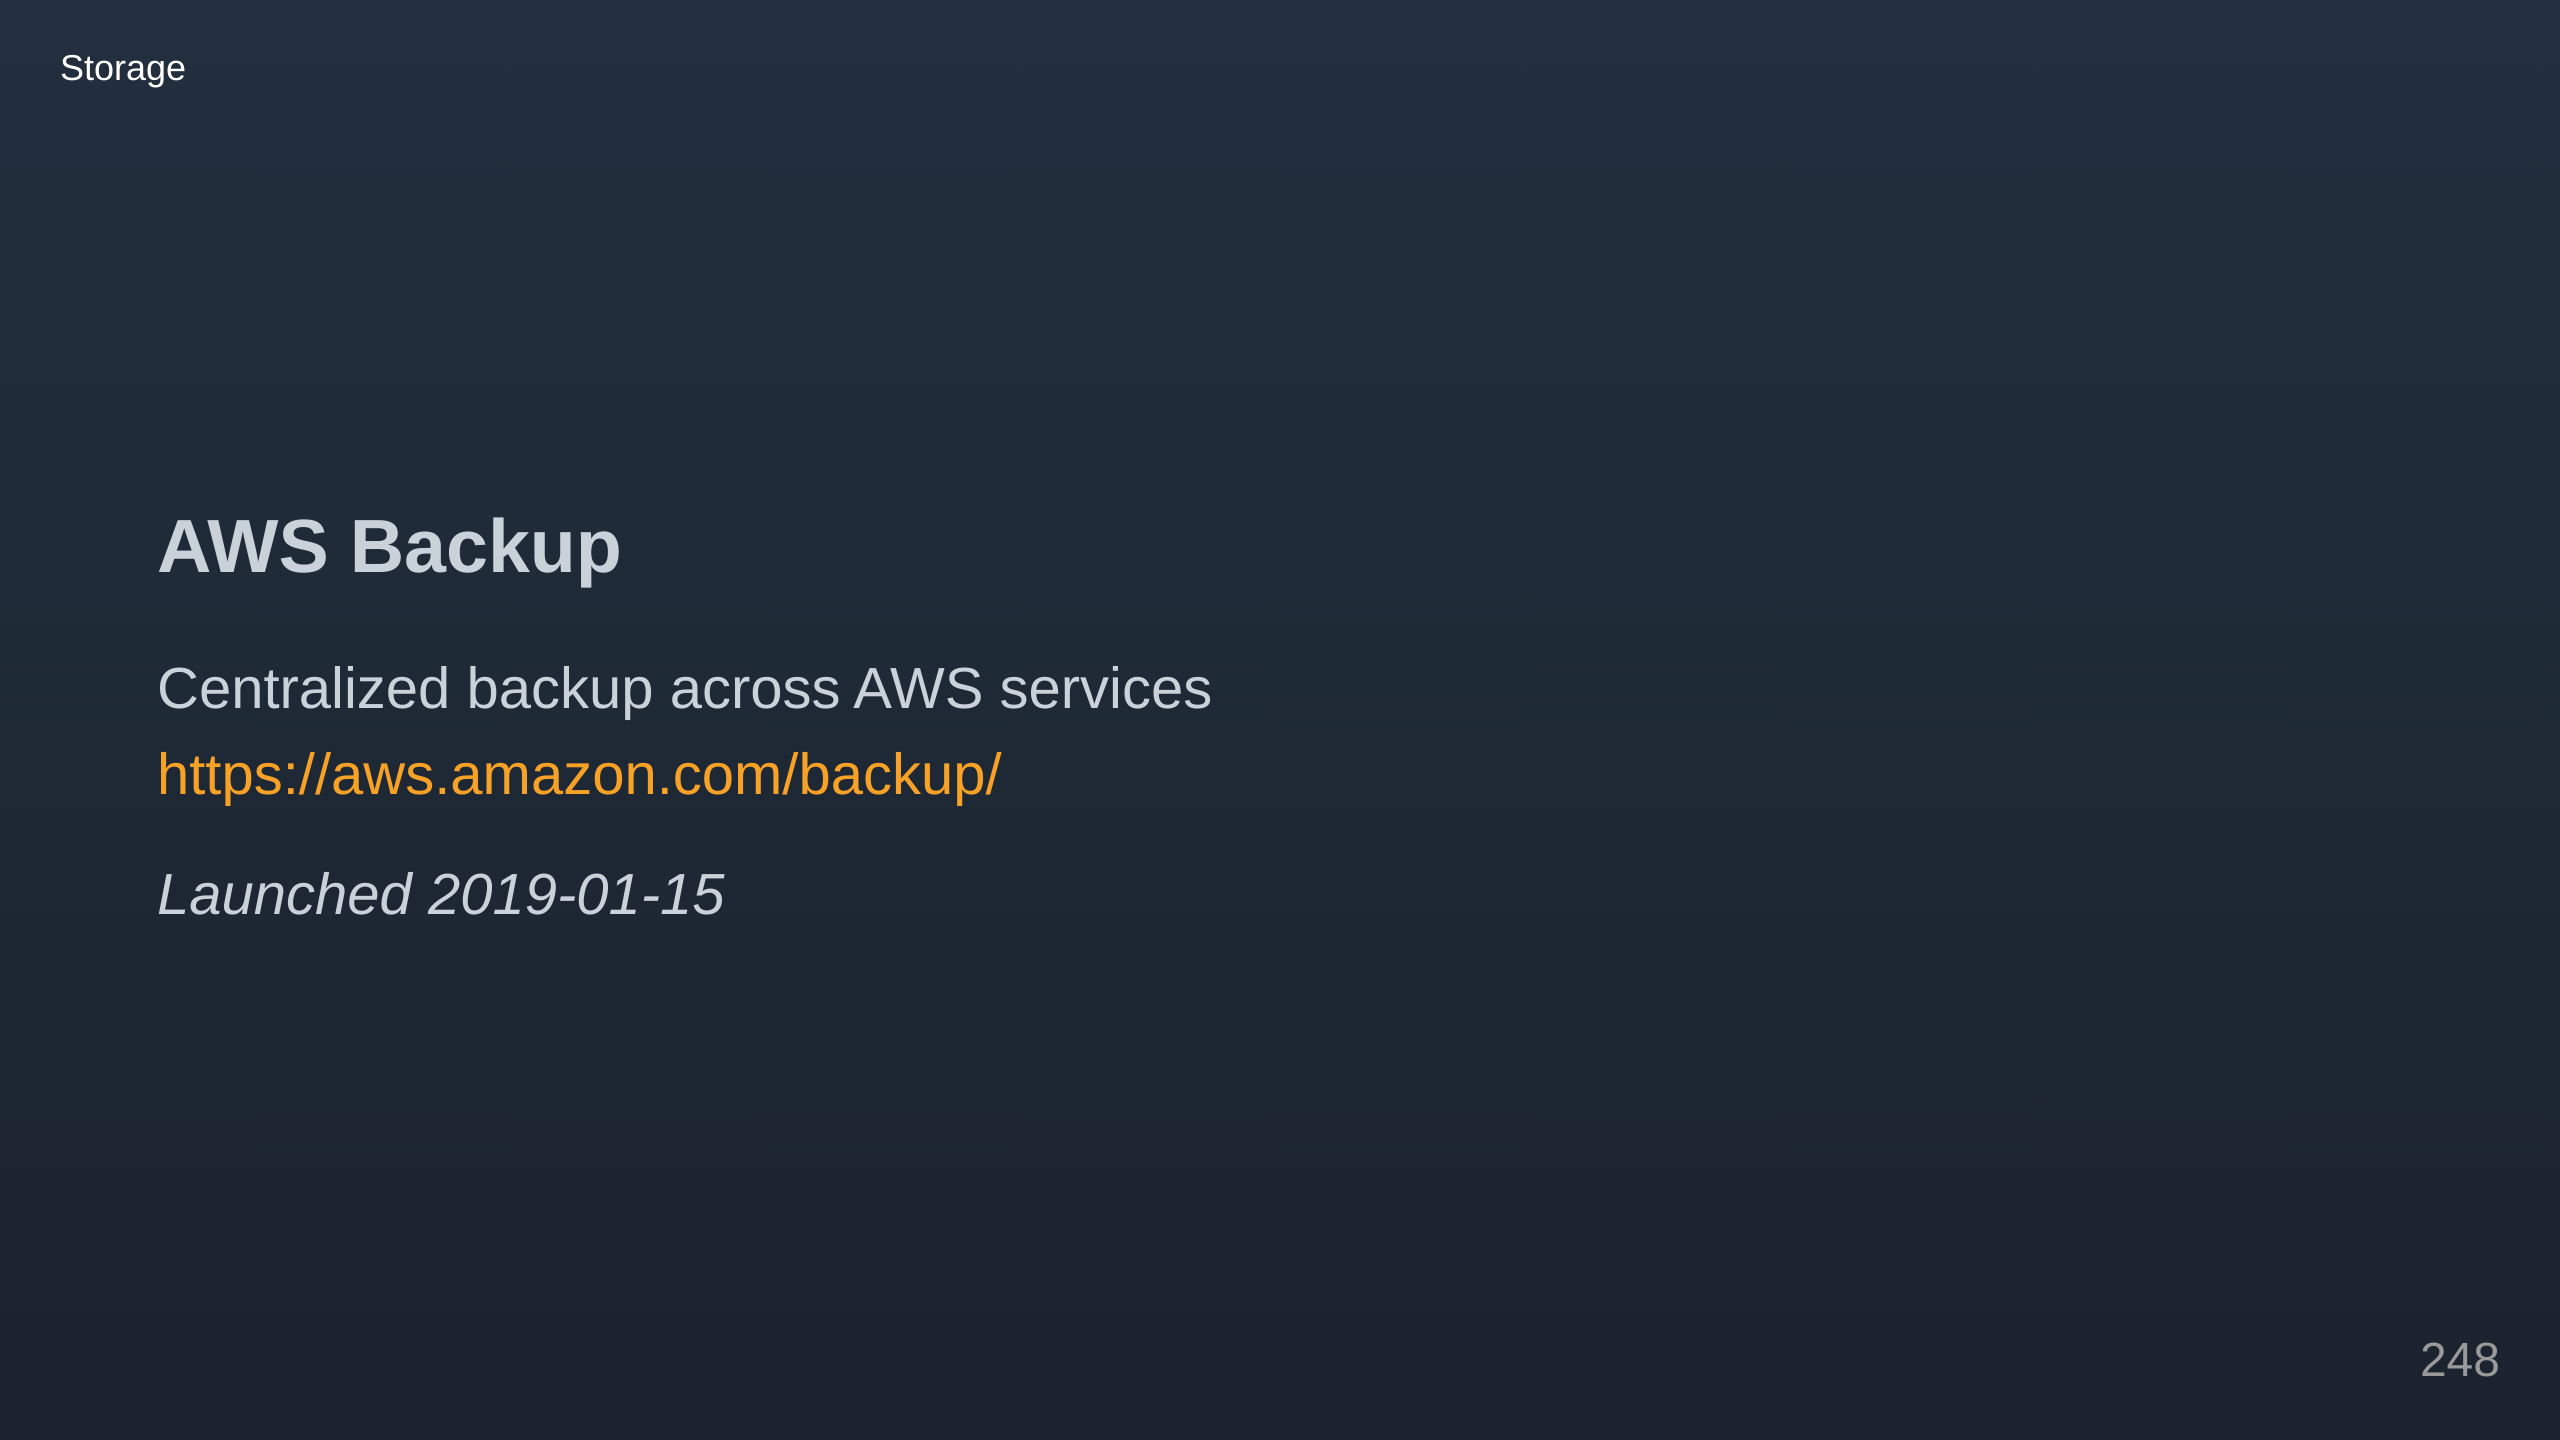 Storage
AWS Backup
Centralized backup across AWS services
https://aws.amazon.com/backup/
Launched 2019-01-15
248